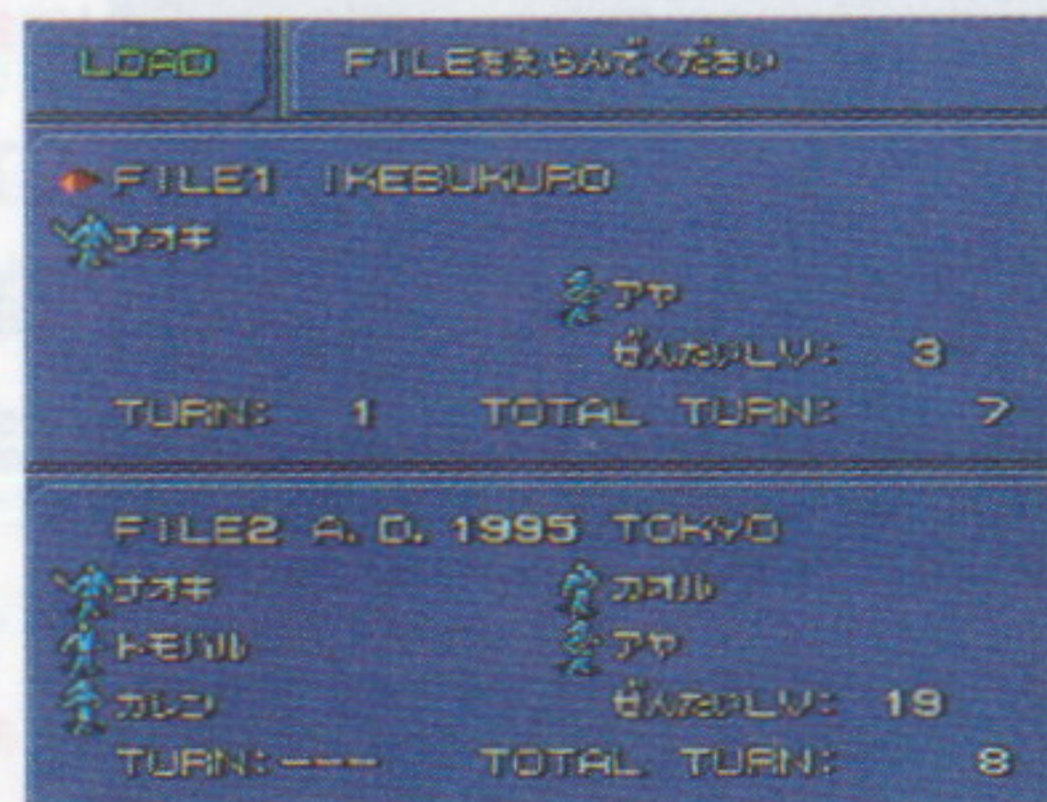 LOAD FILEをえらんでください
FILE1 IKEBUKURO
ナオキ
アヤ
ぜんたいLV: 3
TURN: 1 TOTAL TURN: 7
FILE2 A.D.1995 TOKYO
ナオキ カオル
トモハル アヤ
カレン ぜんたいLV: 19
TURN:--- TOTAL TURN: 8